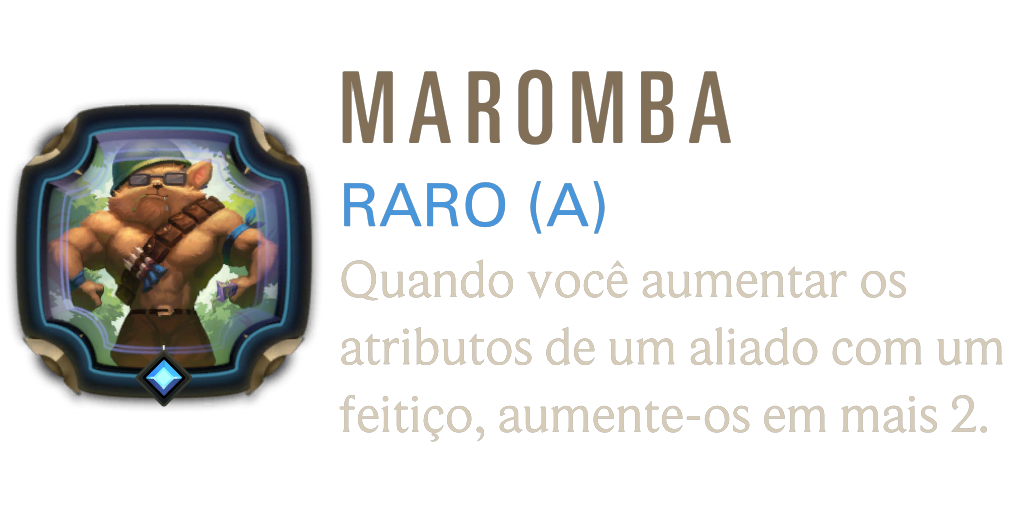 MAROMBA
RARO (A)
Quando você aumentar os
atributos de um aliado com um
feitiço, aumente-os em mais 2.